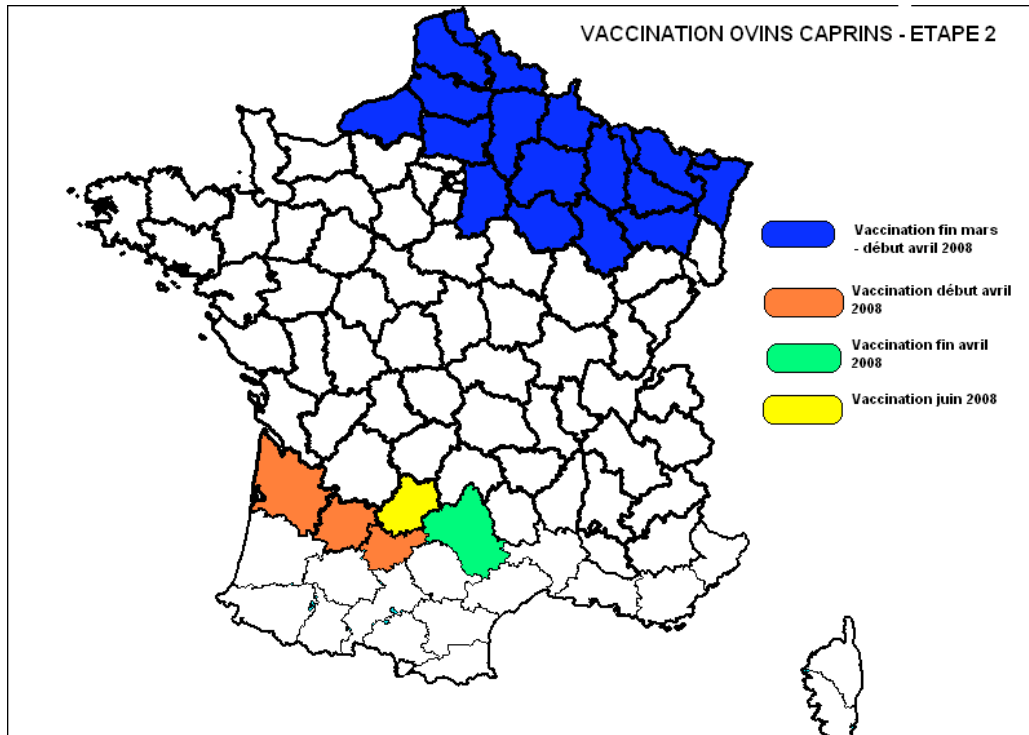 VACCINATION OVINS CAPRINS - ETAPE 2
Vaccination fin mars
- début avril 2008
Vaccination début avril
2008
Vaccination fin avril
2008
Vaccination juin 2008